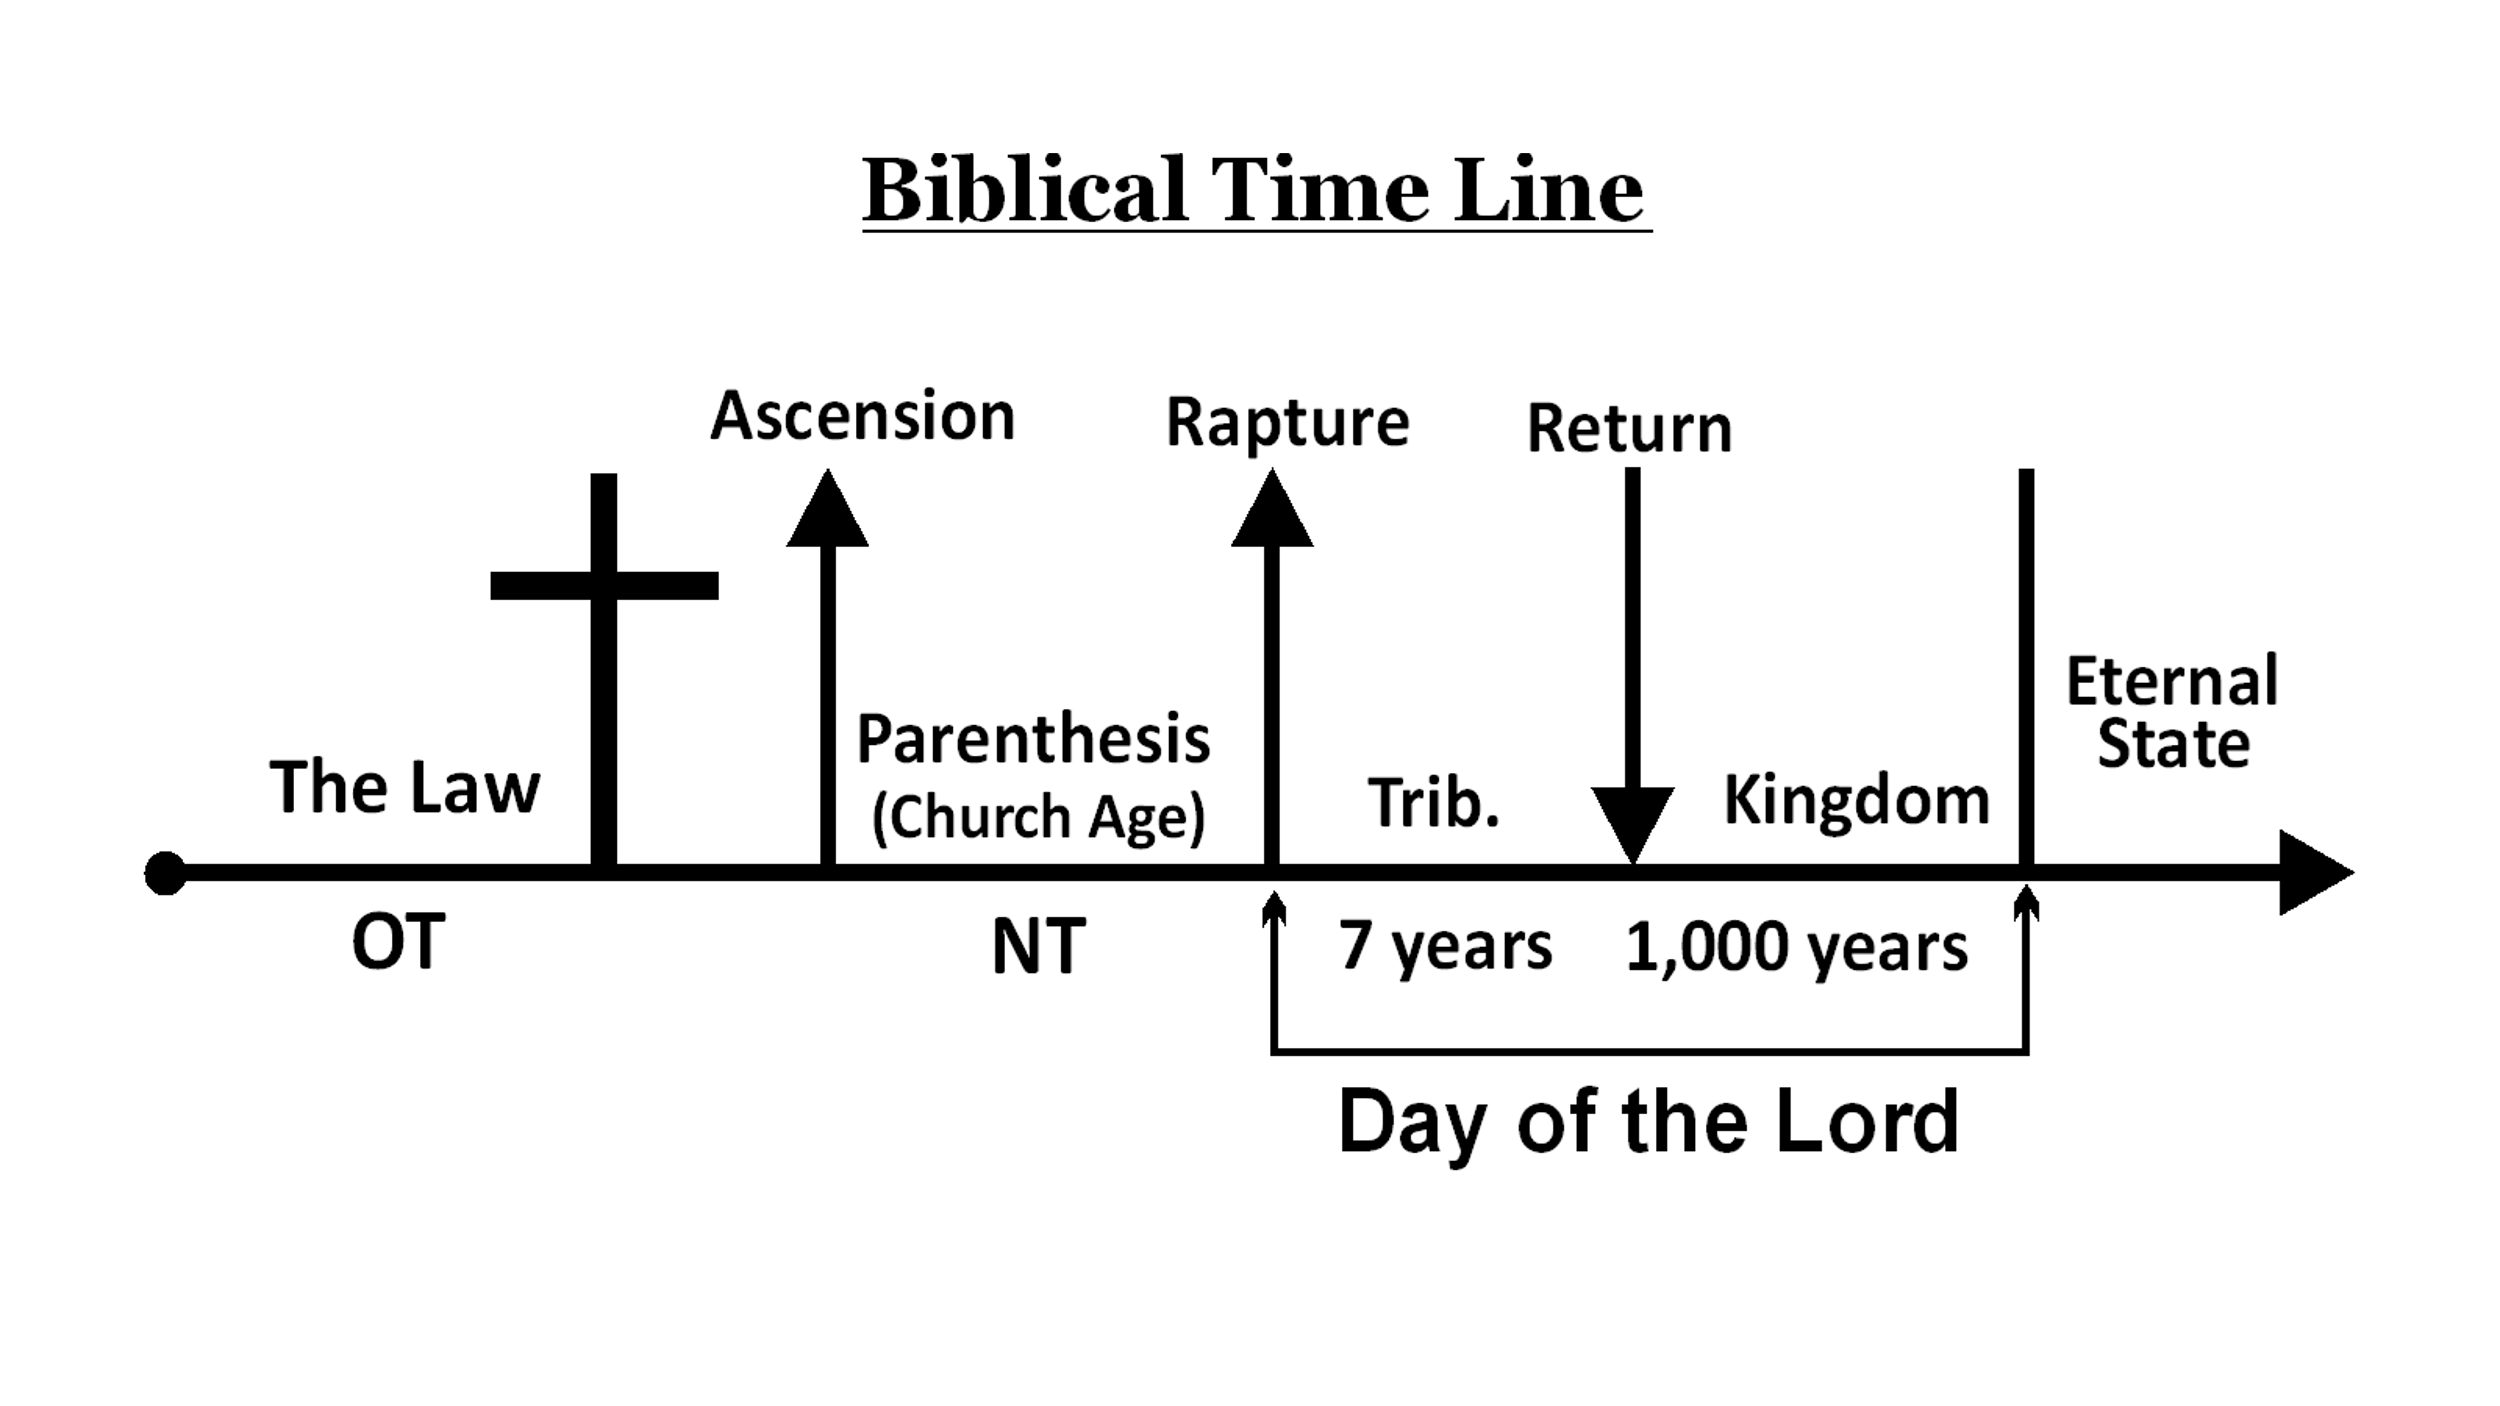 Biblical Time Line
Ascension
Rapture
Return
The Law
Parenthesis
(Church Age)
Trib.
Kingdom
Eternal
State
OT
NT
7 years
1,000 years
Day of the Lord